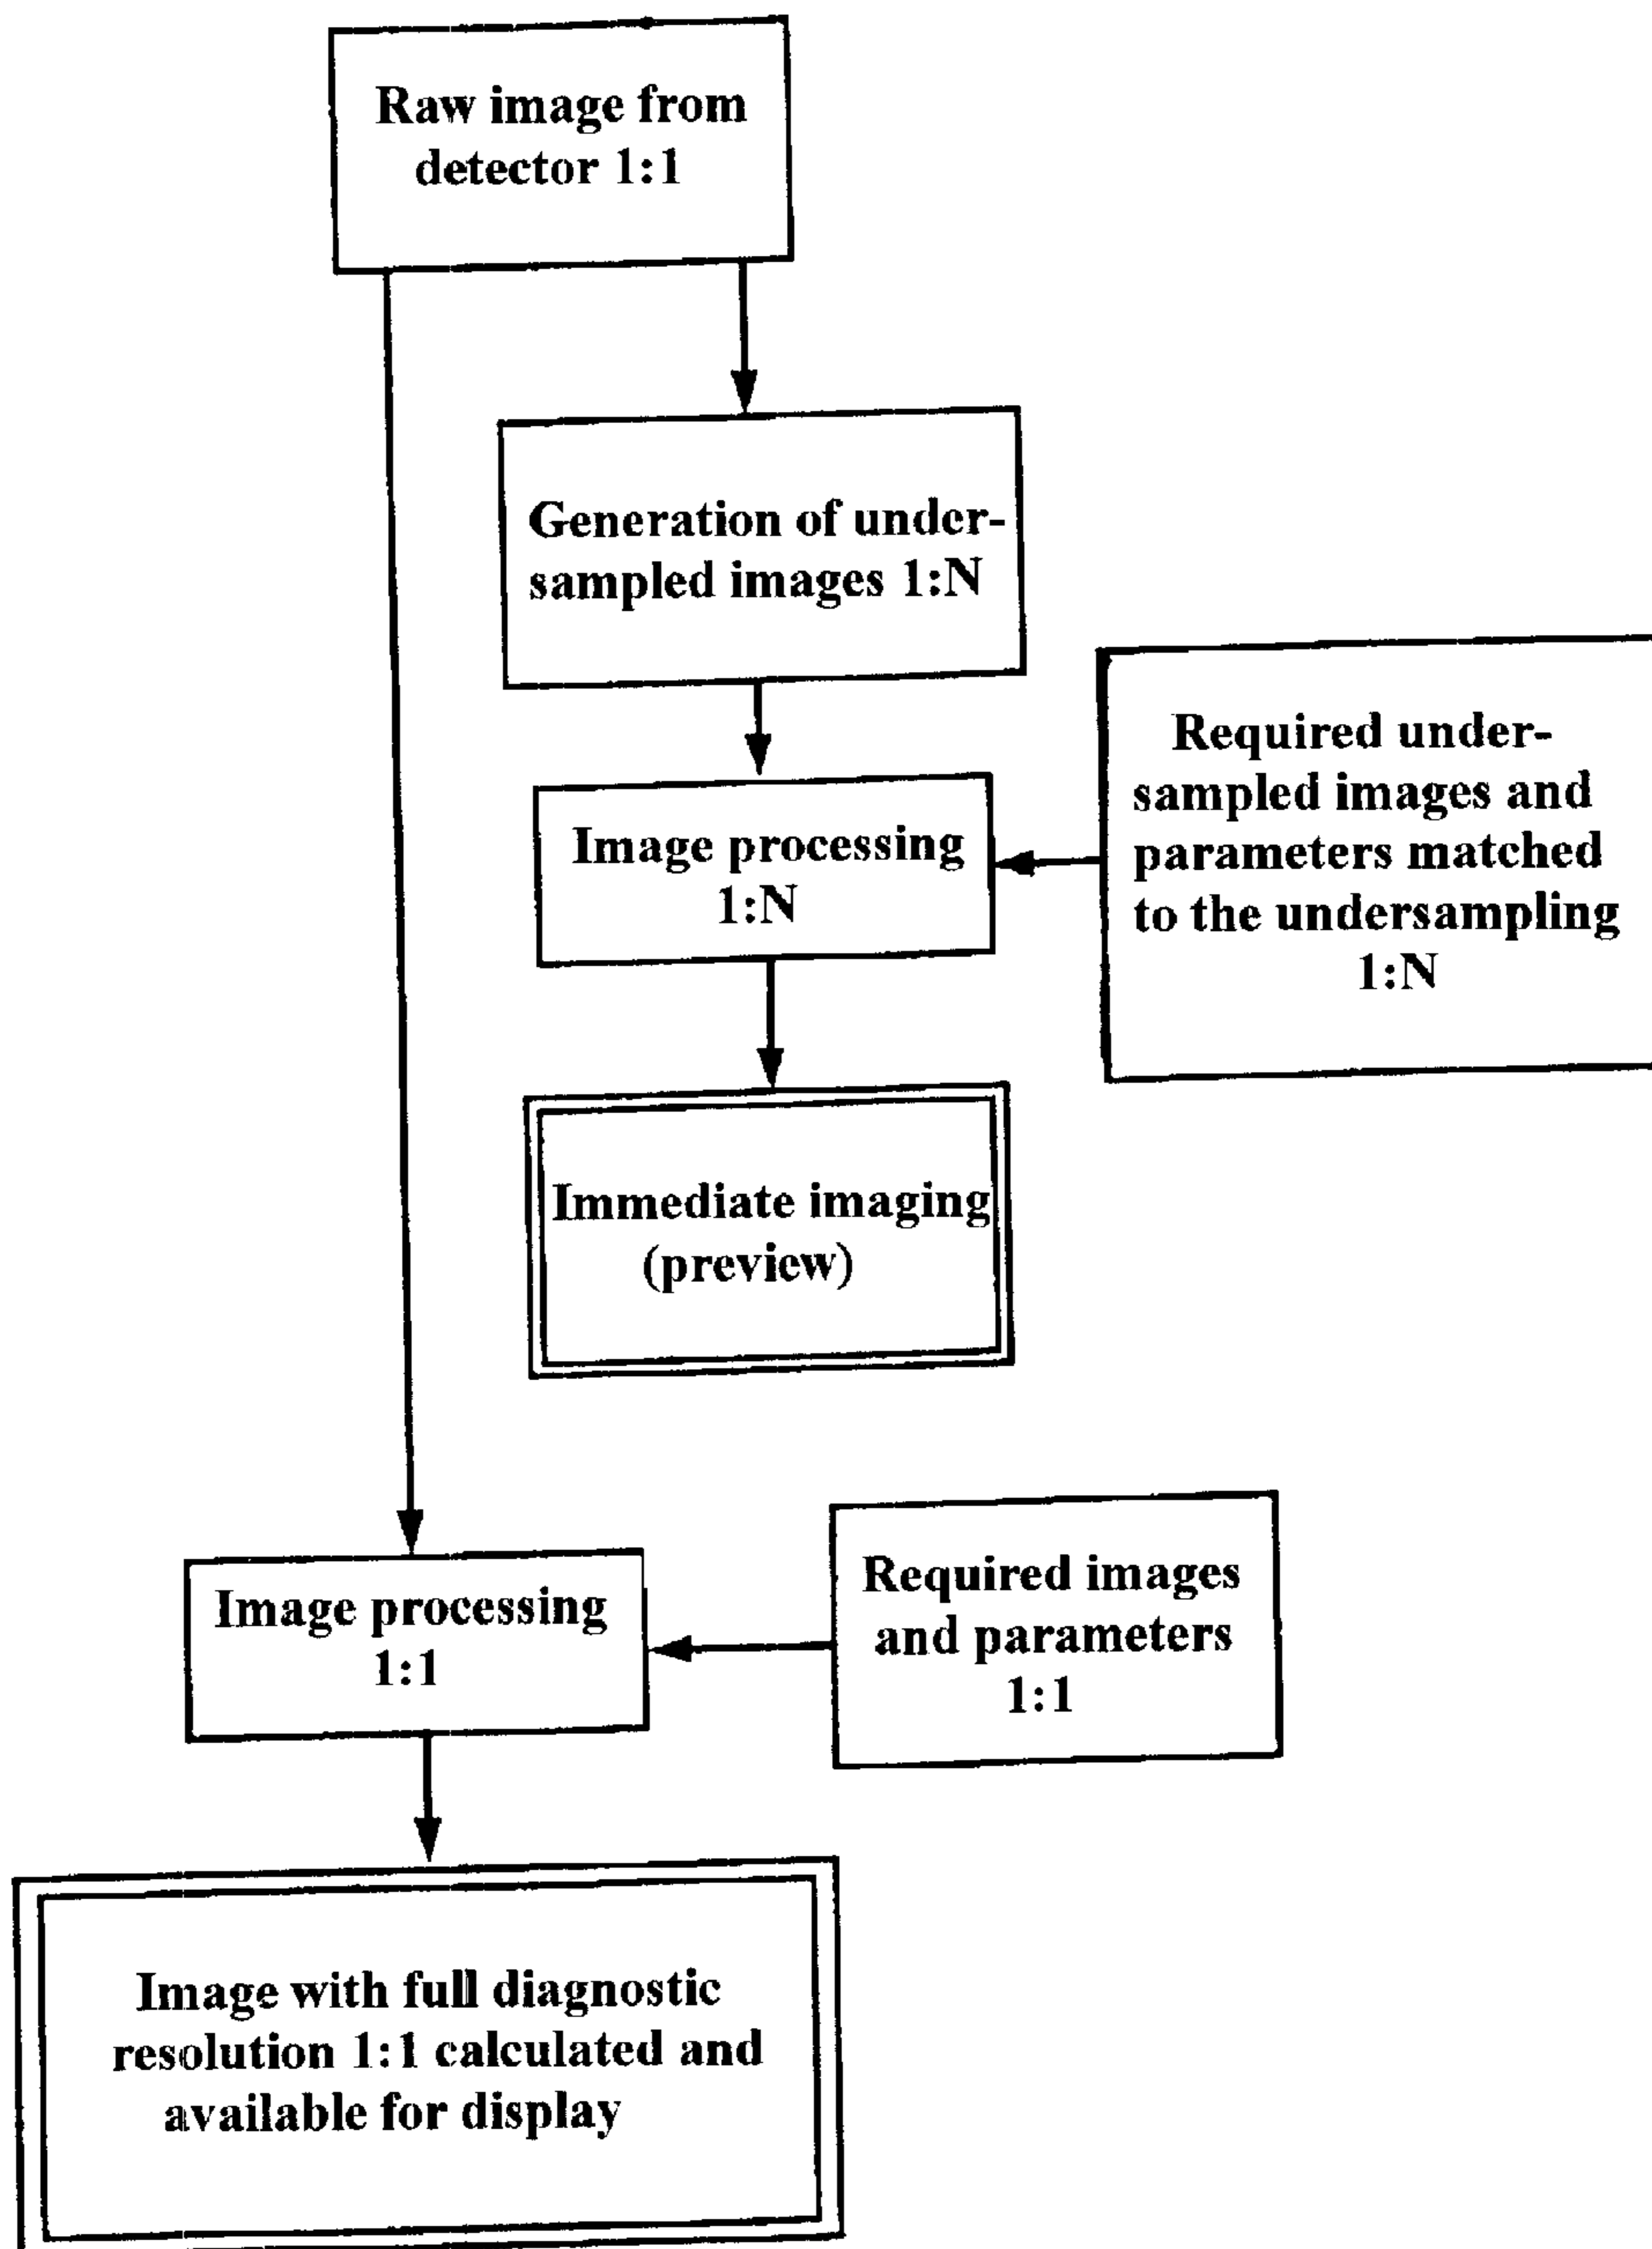 Raw image from
detector 1:1
Generation of under-
sampled images 1:N
Required under-
sampled images and
parameters matched
to the undersampling
1:N
Image processing
1:N
Immediate imaging
(preview)
Image processing
1:1
Required images
and parameters
1:1
Image with full diagnostic
resolution 1:1 calculated and
available for display